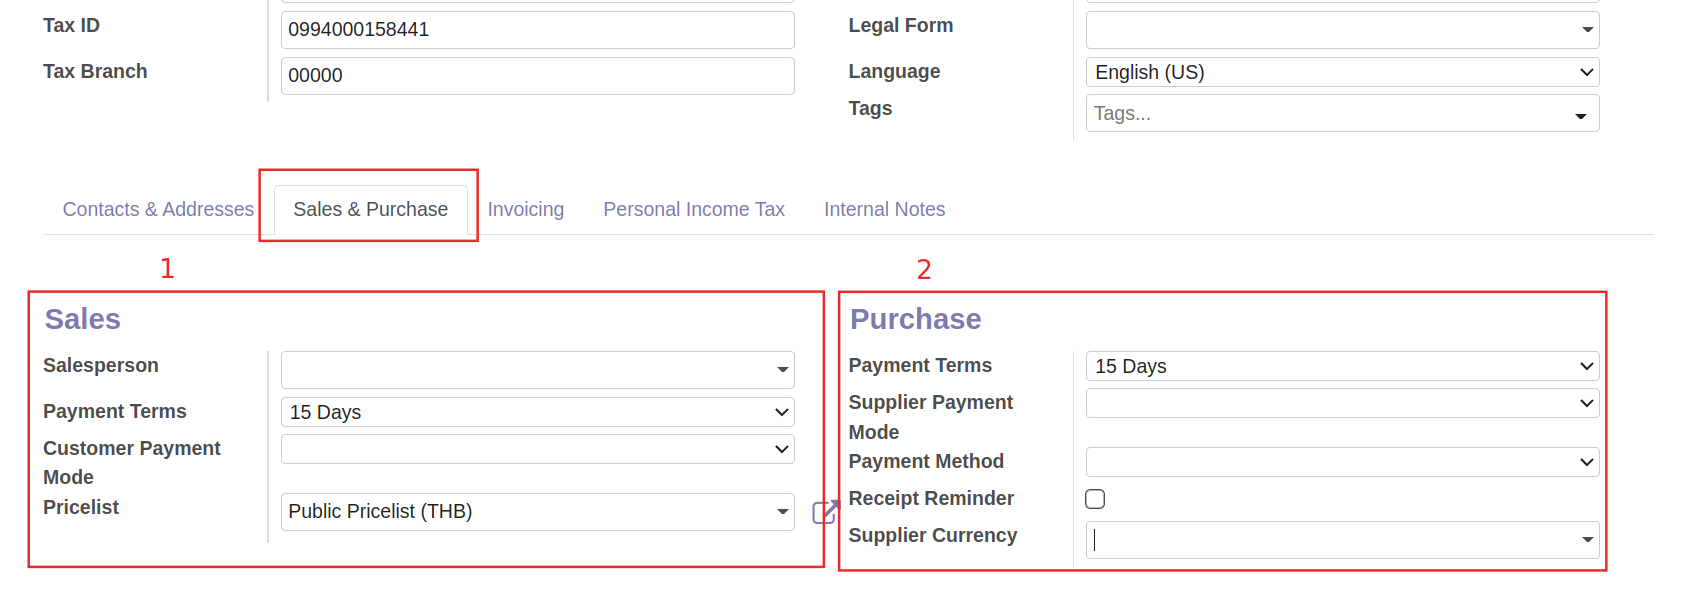 Tax ID
0994000158441
Legal Form
Tax Branch
00000
Language
English (US)
Tags
Tags...
Contacts & Addresses
Sales & Purchase
Invoicing
Personal Income Tax
Internal Notes
1
2
Sales
Salesperson
Payment Terms
15 Days
Customer Payment
Mode
Pricelist
Public Pricelist (THB)
Purchase
Payment Terms
15 Days
Supplier Payment
Mode
Payment Method
Receipt Reminder
Supplier Currency